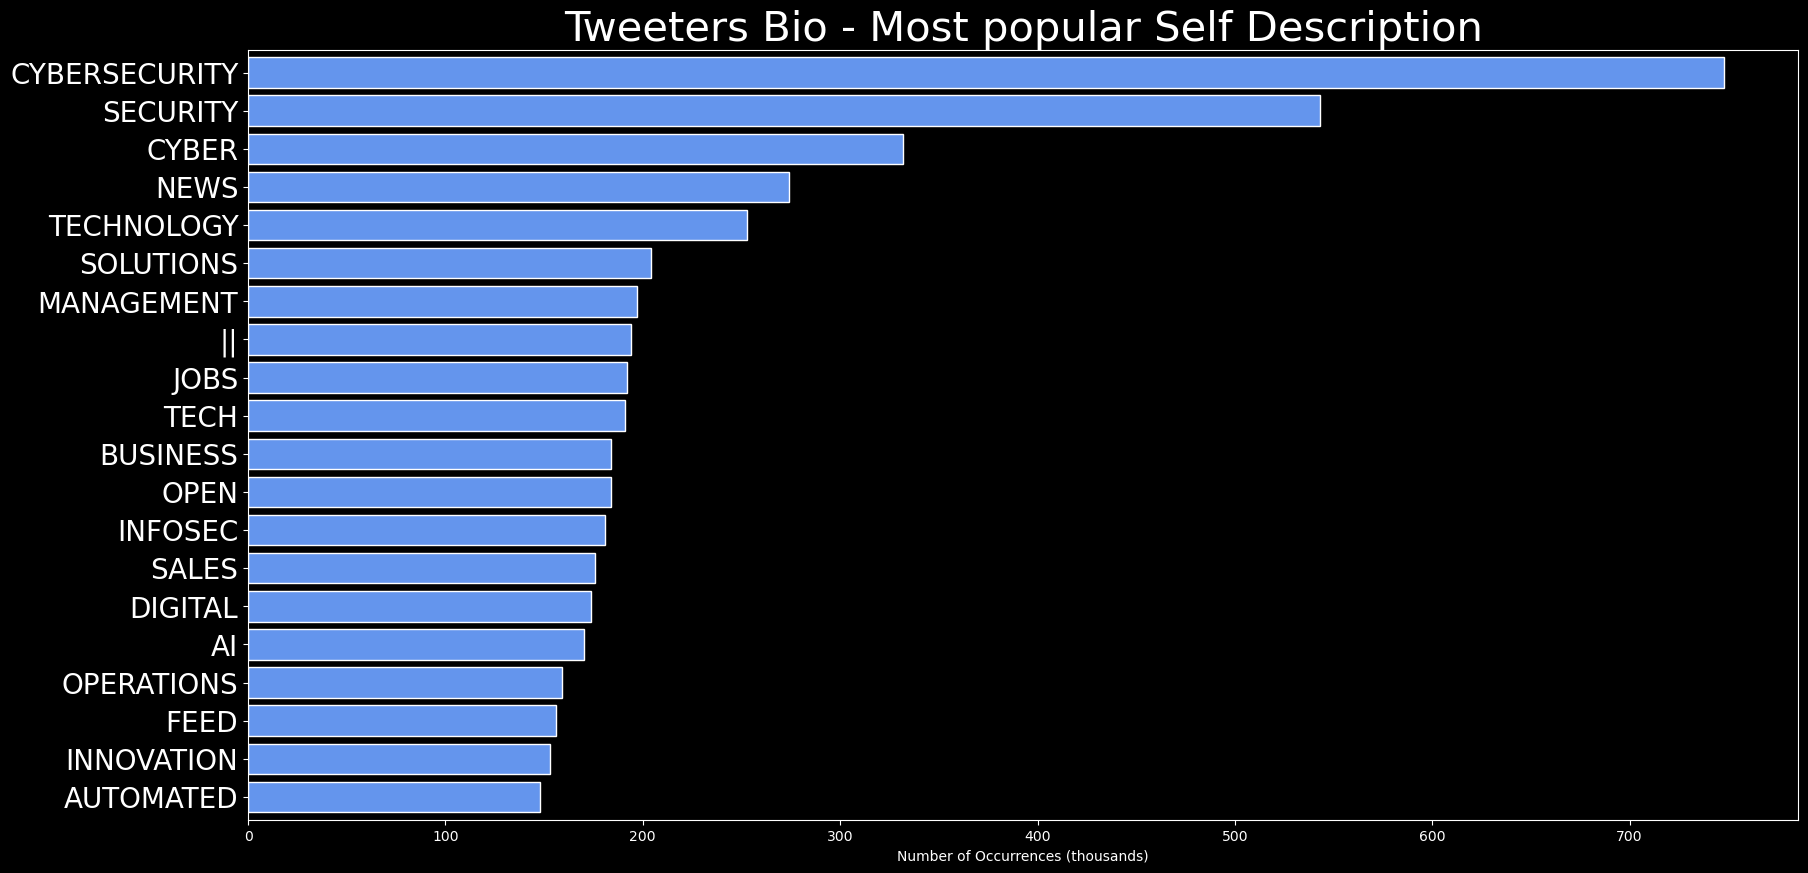 Tweeters Bio - Most popular Self Description
CYBERSECURITY
SECURITY
CYBER
NEWS
TECHNOLOGY
SOLUTIONS
MANAGEMENT
||
JOBS
TECH
BUSINESS
OPEN
INFOSEC
SALES
DIGITAL
AI
OPERATIONS
FEED
INNOVATION
AUTOMATED
0 100 200 300 400 500 600 700
Number of Occurrences (thousands)